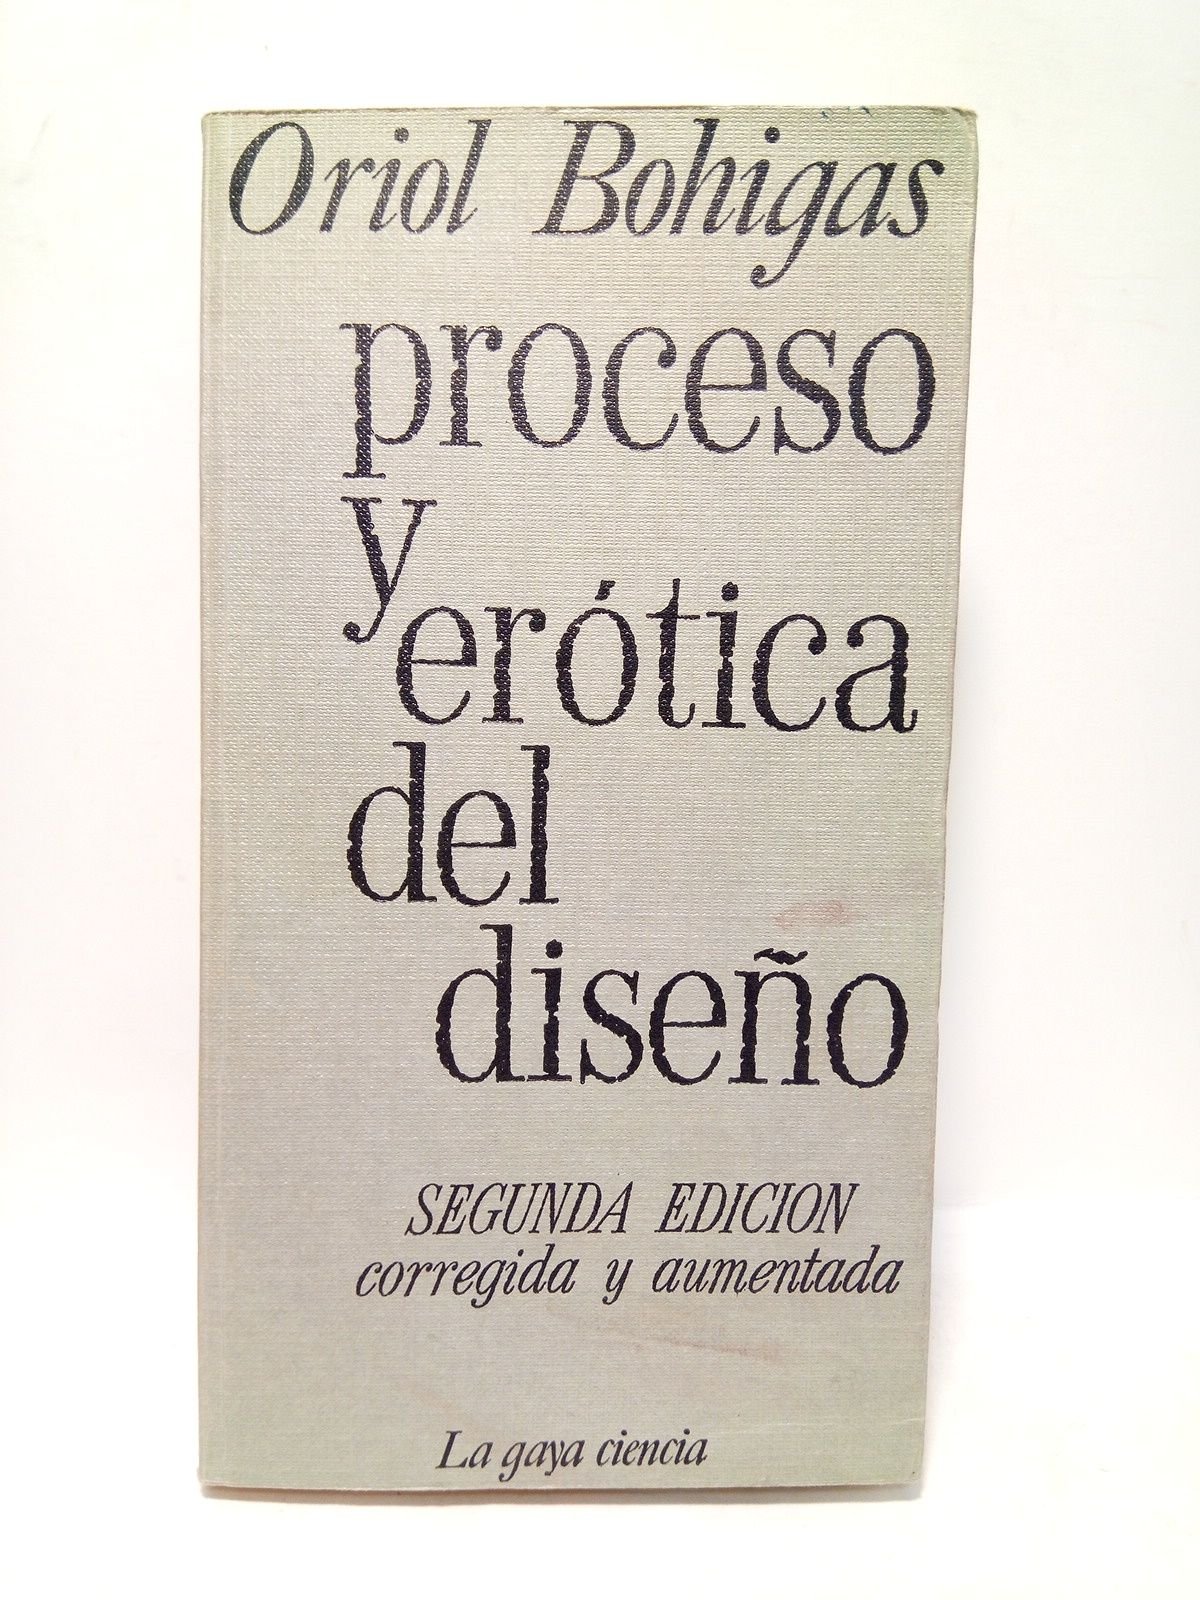 Oriol Bohigas
proceso
y
erótica
del
diseño
SEGUNDA EDICION
corregida y aumentada
La gaya ciencia